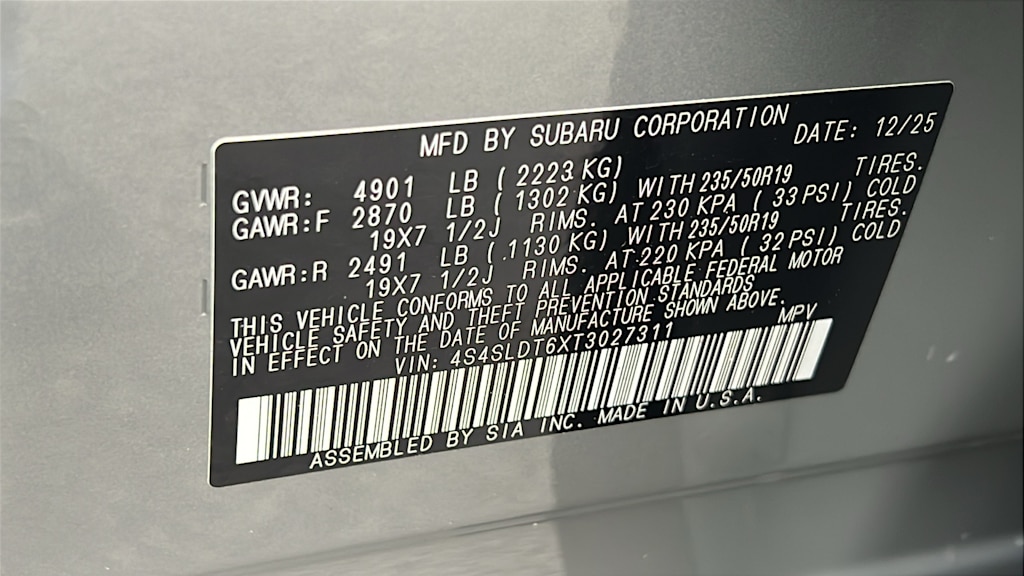 MFD BY SUBARU CORPORATION DATE: 12/25
GVWR: 4901 LB ( 2223 KG) TIRES.
GAWR:F 2870 LB ( 1302 KG) WITH 235/50R19
19X7 1/2J RIMS. AT 230 KPA ( 33 PSI) COLD
TIRES.
GAWR:R 2491 LB ( 1130 KG) WITH 235/50R19
19X7 1/2J RIMS. AT 220 KPA ( 32 PSI) COLD
THIS VEHICLE CONFORMS TO ALL APPLICABLE FEDERAL MOTOR
VEHICLE SAFETY AND THEFT PREVENTION STANDARDS
IN EFFECT ON THE DATE OF MANUFACTURE SHOWN ABOVE.
VIN: 4S4SLDT6XT3027311 MPV
ASSEMBLED BY SIA INC. MADE IN U.S.A.